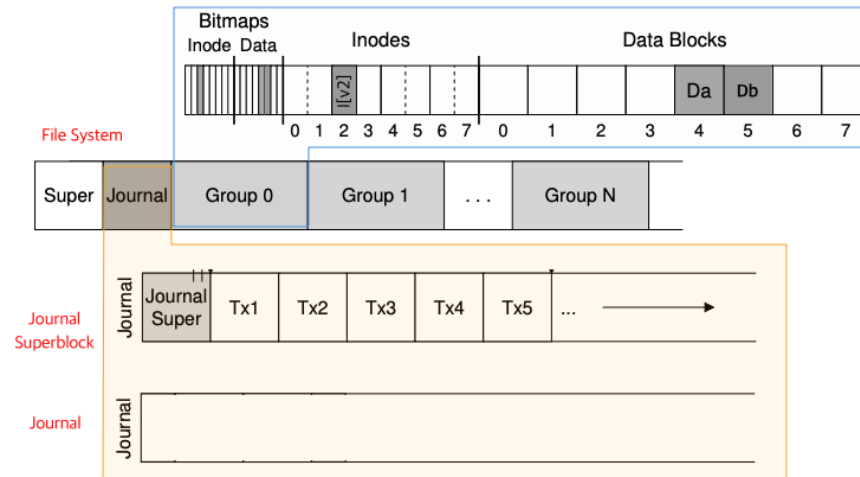 Bitmaps
Inode Data
Inodes
Data Blocks
I[v2]
Da
Db
0 1 2 3 4 5 6 7 0 1 2 3 4 5 6 7
File System
Super
Journal
Group 0
Group 1
. . .
Group N
Journal
Journal
Super
Tx1
Tx2
Tx3
Tx4
Tx5
...
Journal
Superblock
Journal
Journal